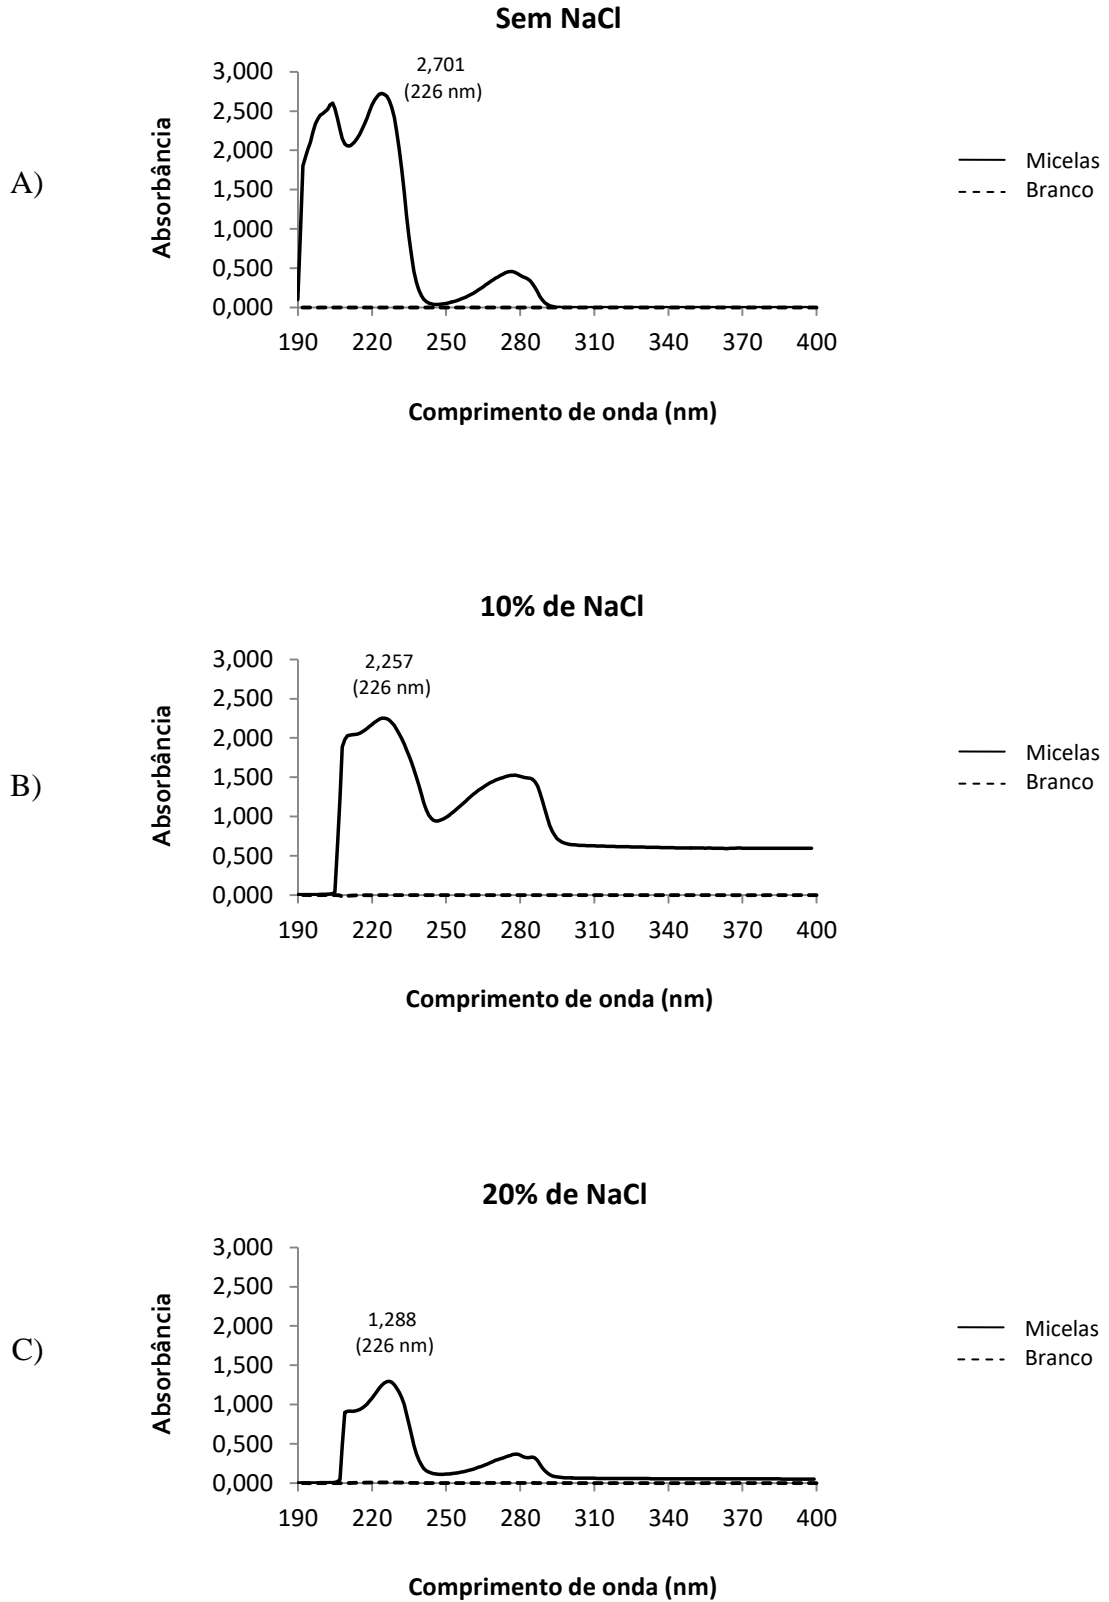 Sem NaCl
2,701
(226 nm)
3,000
2,500
2,000
1,500
1,000
0,500
0,000
Absorbância
A)
190 220 250 280 310 340 370 400
Comprimento de onda (nm)
Micelas
Branco
10% de NaCl
2,257
(226 nm)
3,000
2,500
2,000
1,500
1,000
0,500
0,000
Absorbância
B)
190 220 250 280 310 340 370 400
Comprimento de onda (nm)
Micelas
Branco
20% de NaCl
1,288
(226 nm)
3,000
2,500
2,000
1,500
1,000
0,500
0,000
Absorbância
C)
190 220 250 280 310 340 370 400
Comprimento de onda (nm)
Micelas
Branco